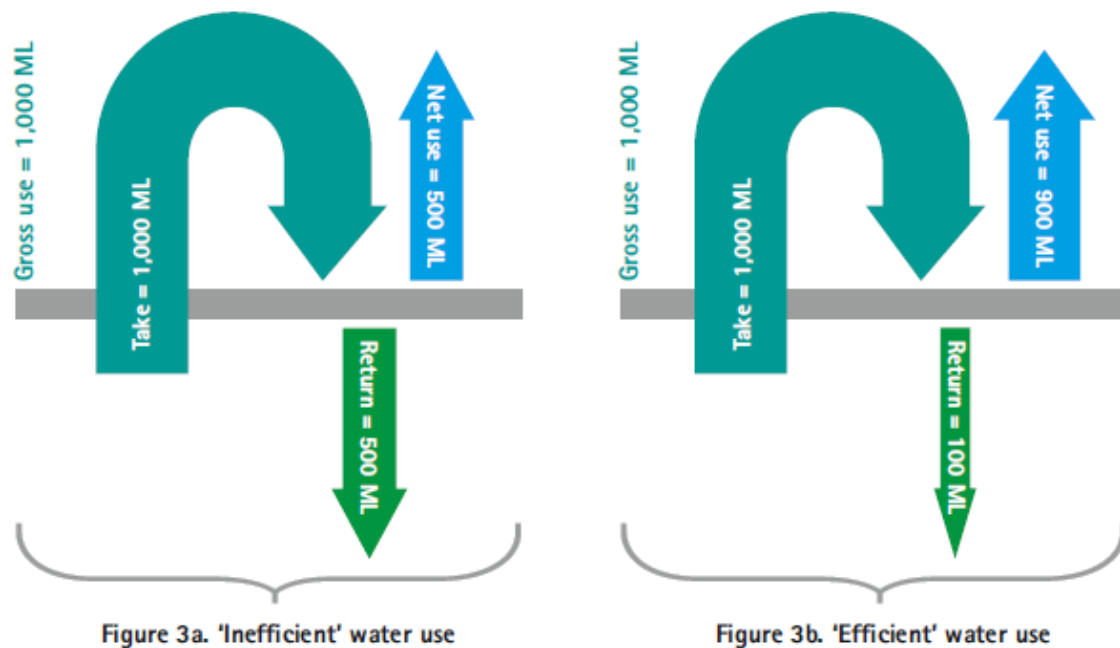 Gross use = 1,000 ML
Take = 1,000 ML
Net use = 500 ML
Return = 500 ML
Figure 3a. 'Inefficient' water use
Gross use = 1,000 ML
Take = 1,000 ML
Net use = 900 ML
Return = 100 ML
Figure 3b. 'Efficient' water use